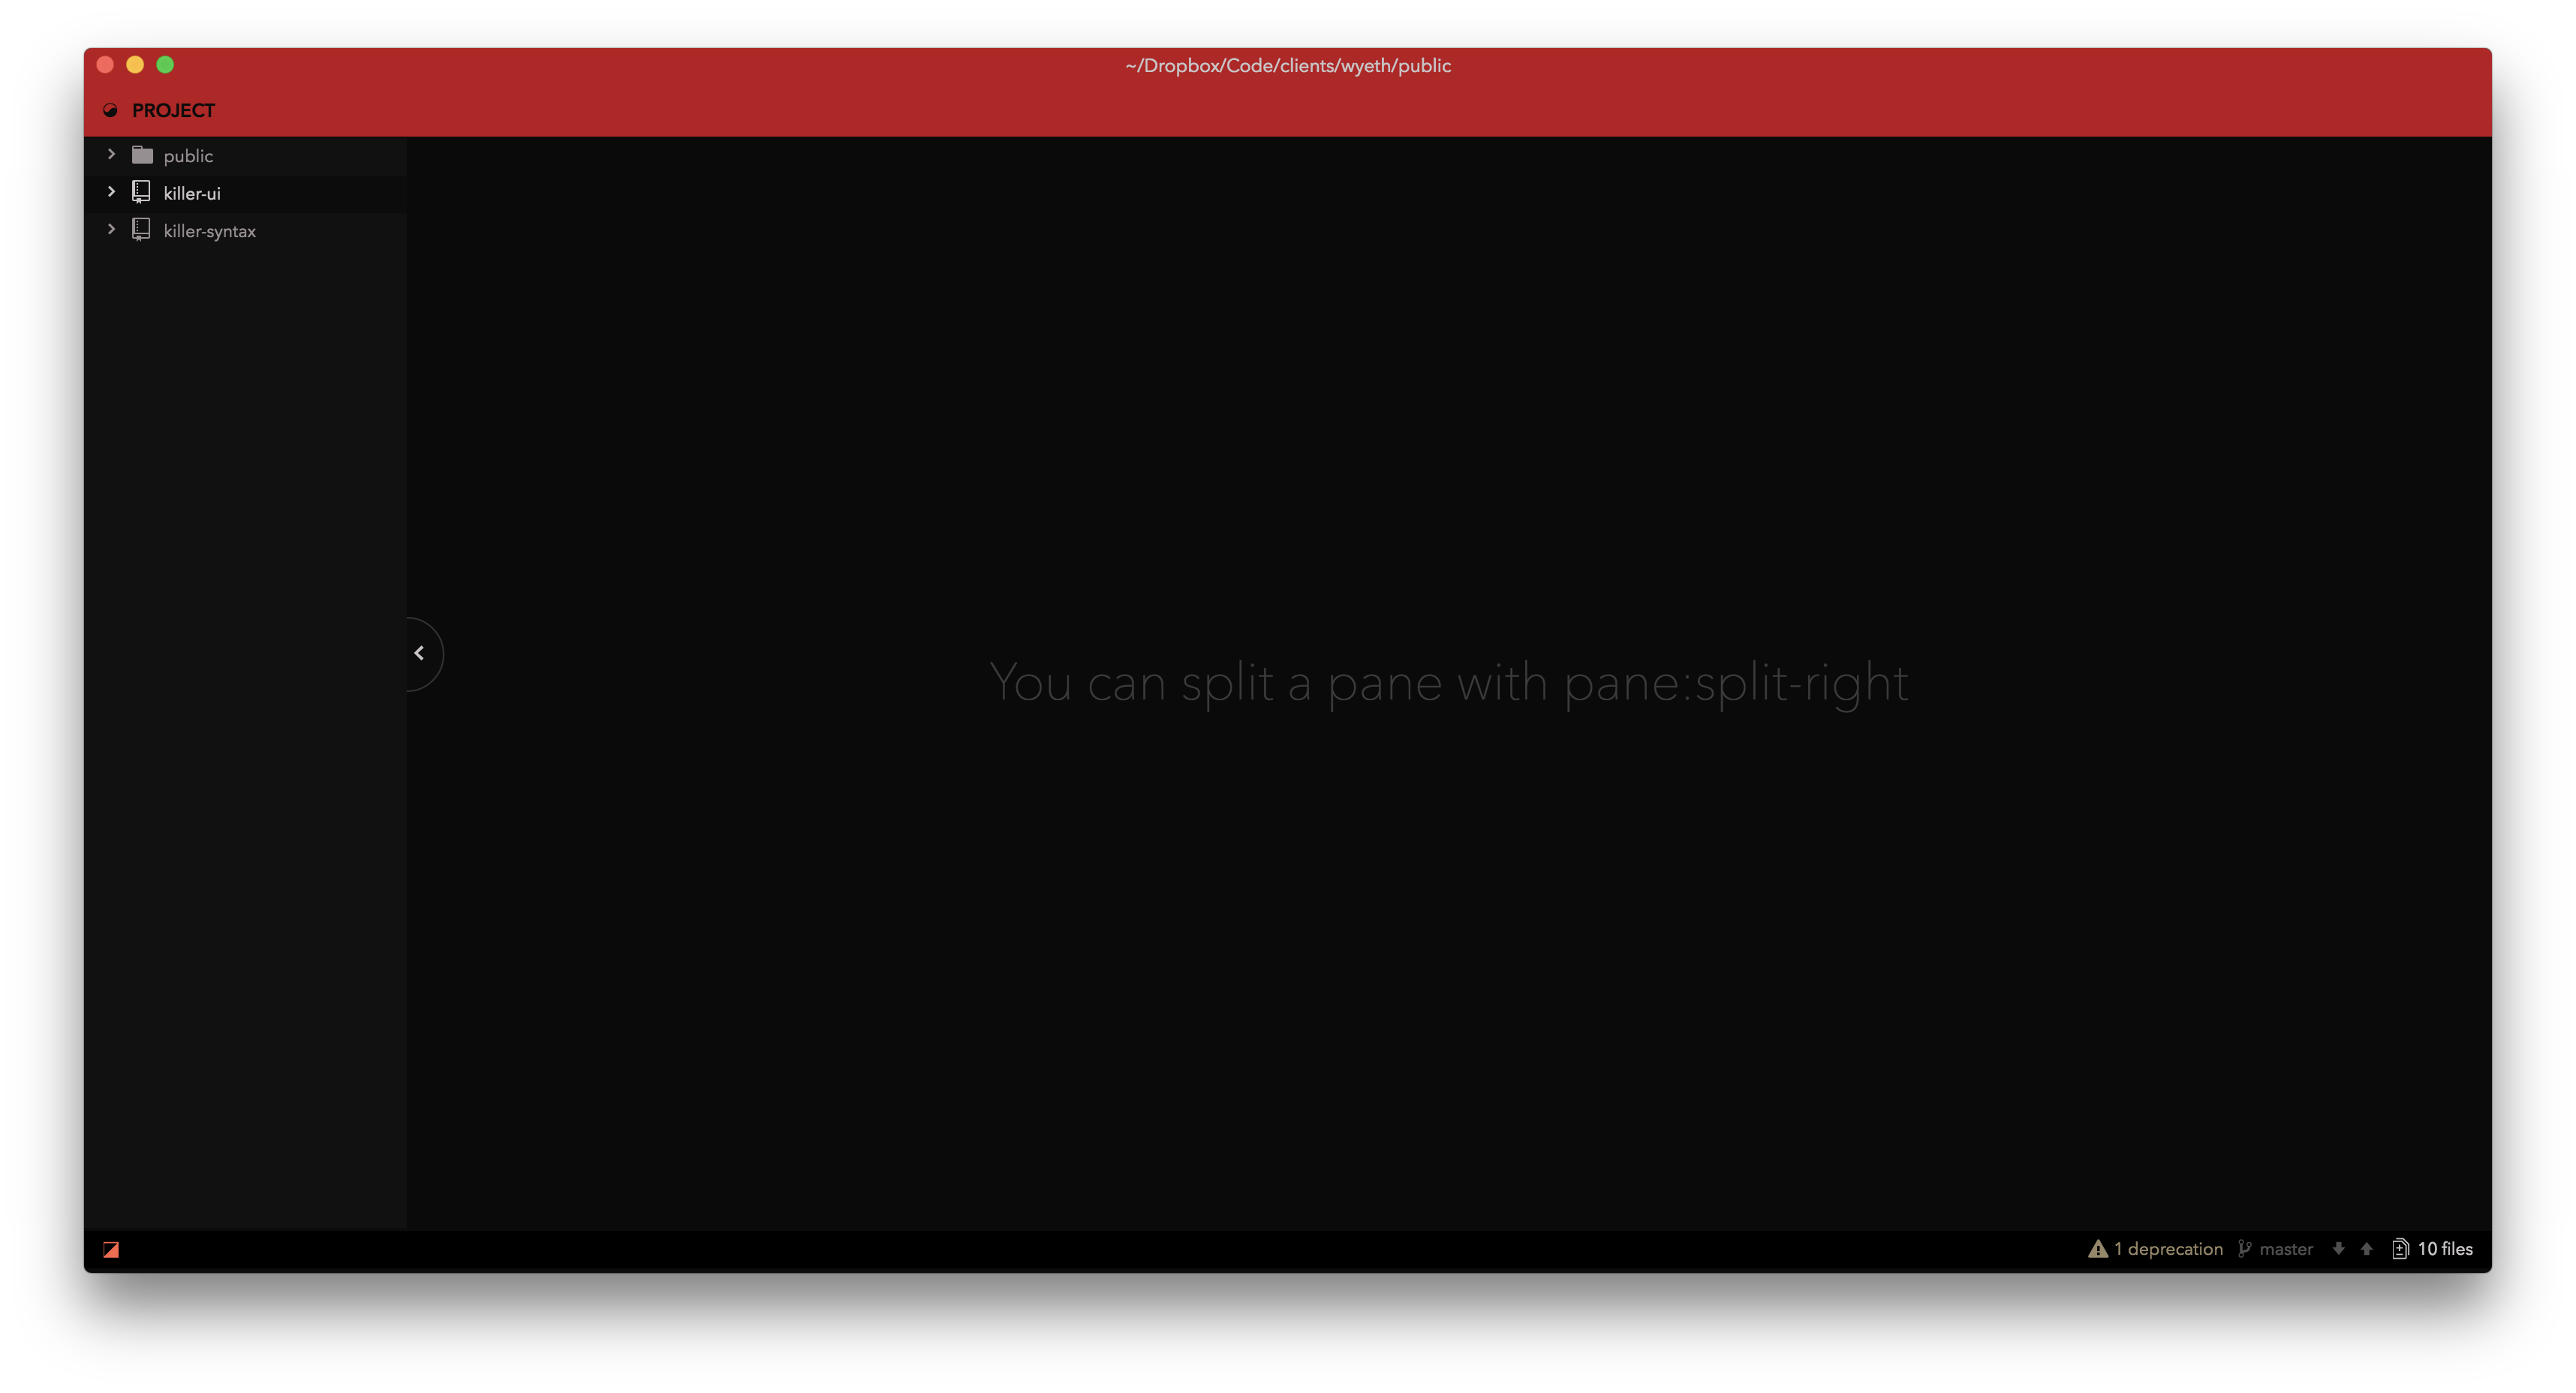 ~/Dropbox/Code/clients/wyeth/public
PROJECT
public
killer-ui
killer-syntax
You can split a pane with pane:split-right
1 deprecation master 10 files